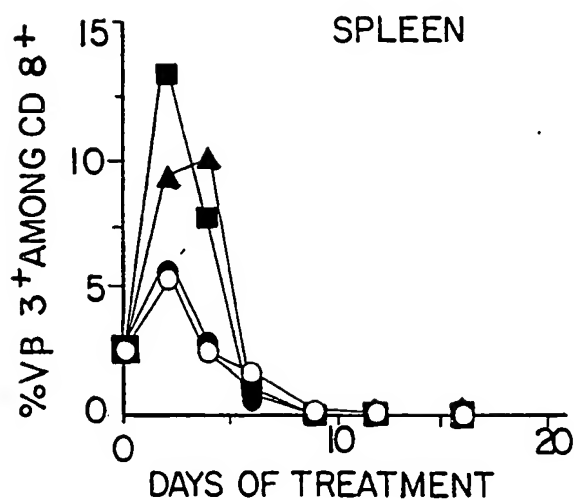 SPLEEN
%Vβ 3+AMONG CD 8+
15
10
5
0
0 10 20
DAYS OF TREATMENT